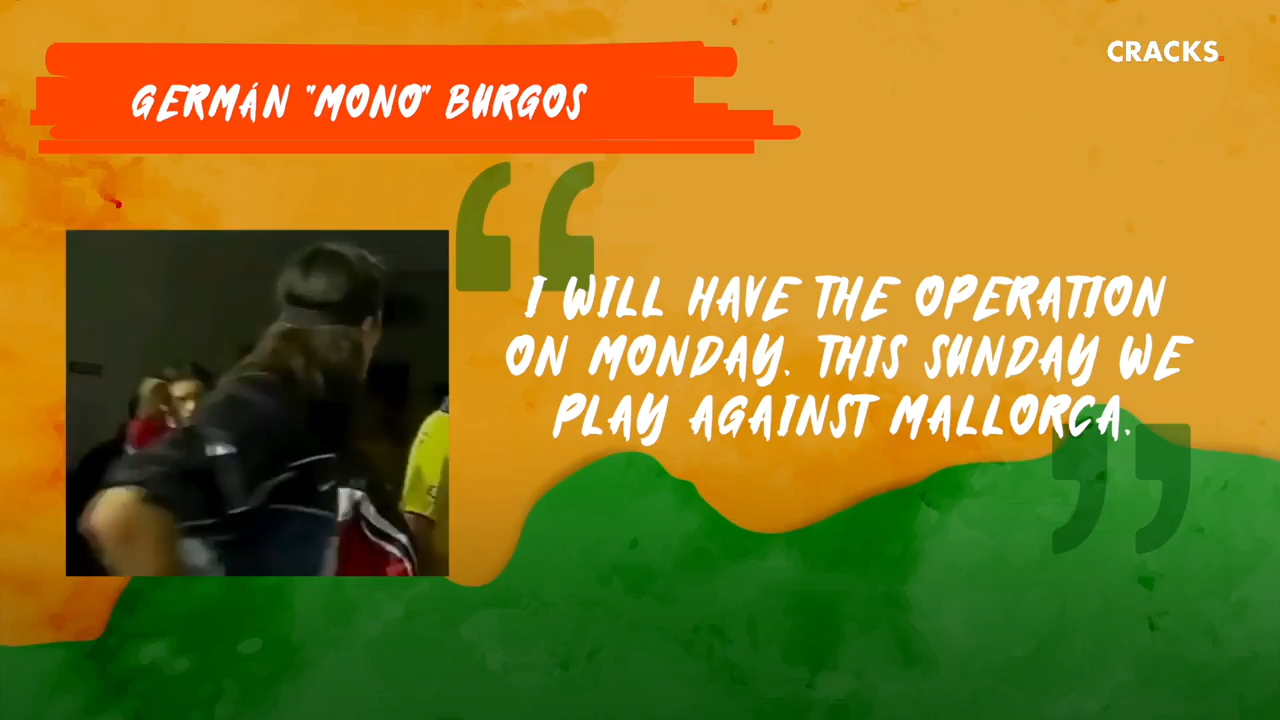 CRACKS.
GERMÁN "MONO" BURGOS
I WILL HAVE THE OPERATION
ON MONDAY. THIS SUNDAY WE
PLAY AGAINST MALLORCA.